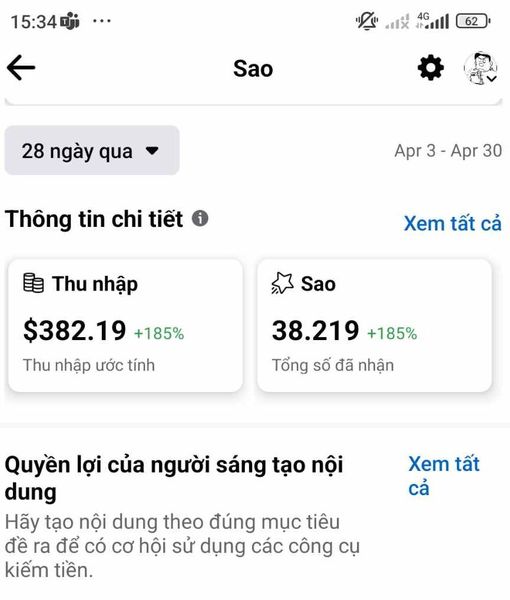 15:34 ...
4G 62
Sao
28 ngày qua
Apr 3 - Apr 30
Thông tin chi tiết
Xem tất cả
Thu nhập
$382.19 +185%
Thu nhập ước tính
Sao
38.219 +185%
Tổng số đã nhận
Quyền lợi của người sáng tạo nội
dung
Xem tất
cả
Hãy tạo nội dung theo đúng mục tiêu
đề ra để có cơ hội sử dụng các công cụ
kiếm tiền.